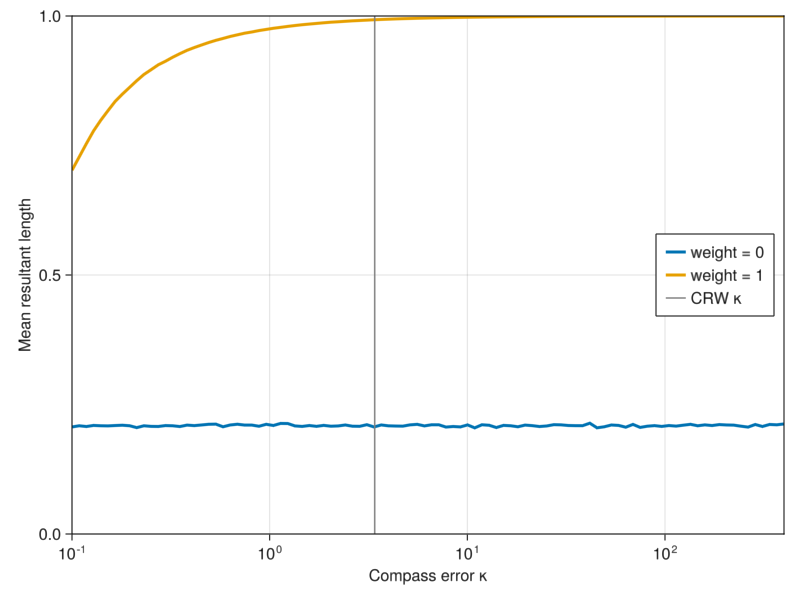 1.0
0.5
0.0
Mean resultant length
weight = 0
weight = 1
CRW κ
10⁻¹ 10⁰ 10¹ 10²
Compass error κ